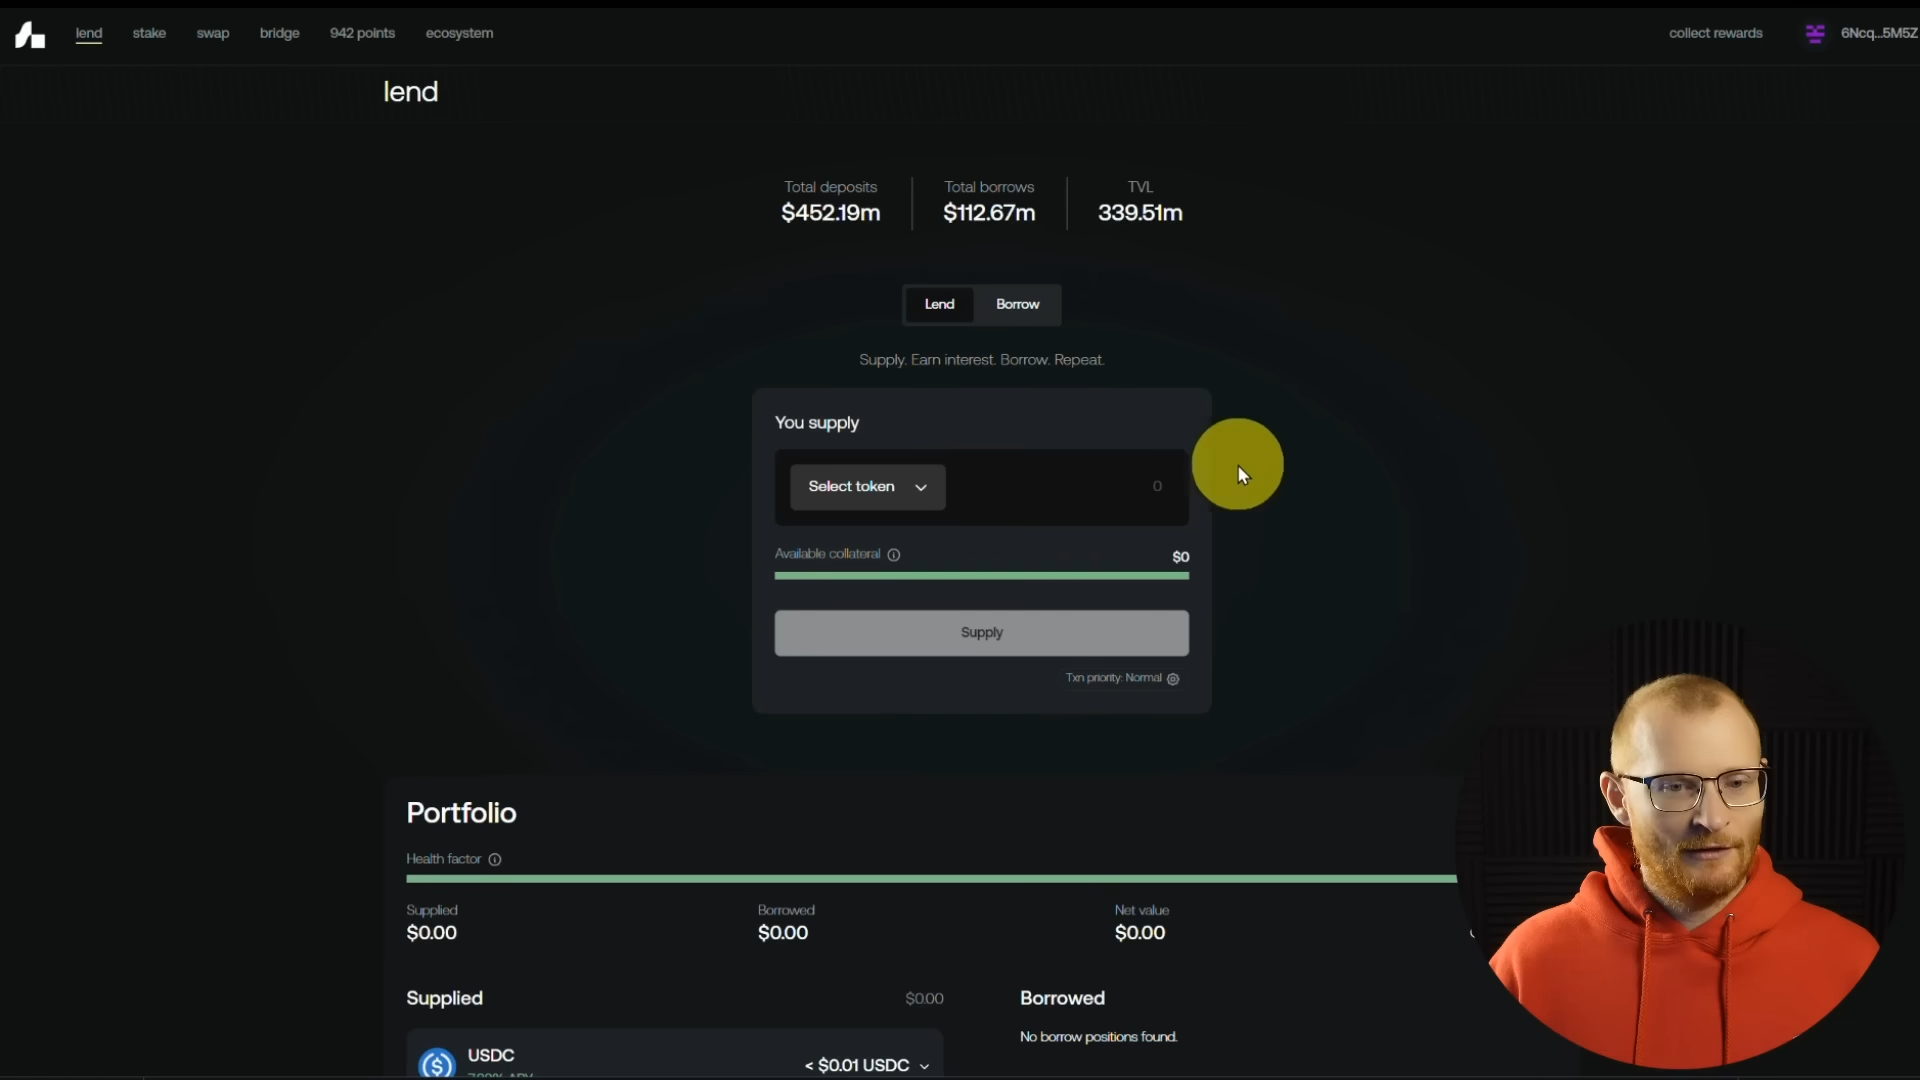 lend
stake
swap
bridge
942 points
ecosystem
collect rewards
6Ncq...5M5Z
lend
Total deposits
$452.19m
Total borrows
$112.67m
TVL
339.51m
Lend
Borrow
Supply. Earn interest. Borrow. Repeat.
You supply
Select token
0
Available collateral
$0
Supply
Txn priority: Normal
Portfolio
Health factor
Supplied
$0.00
Borrowed
$0.00
Net value
$0.00
Supplied
$0.00
USDC
< $0.01 USDC
Borrowed
No borrow positions found.